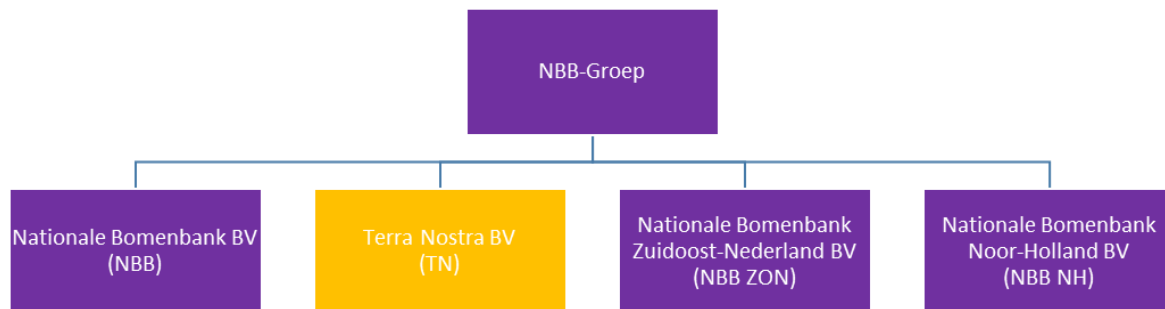 NBB-Groep
Nationale Bomenbank BV
(NBB)
Terra Nostra BV
(TN)
Nationale Bomenbank
Zuidoost-Nederland BV
(NBB ZON)
Nationale Bomenbank
Noor-Holland BV
(NBB NH)